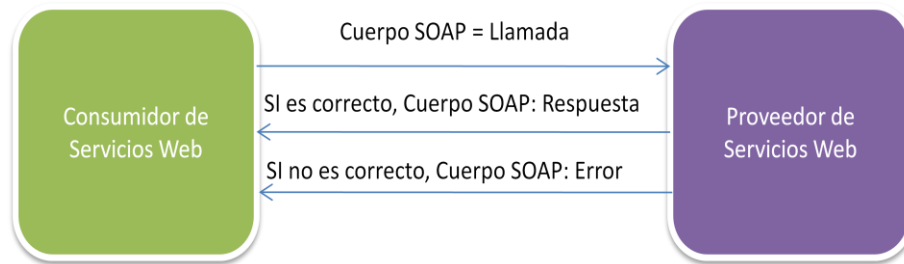 Cuerpo SOAP = Llamada
SI es correcto, Cuerpo SOAP: Respuesta
Consumidor de
Servicios Web
Proveedor de
Servicios Web
SI no es correcto, Cuerpo SOAP: Error